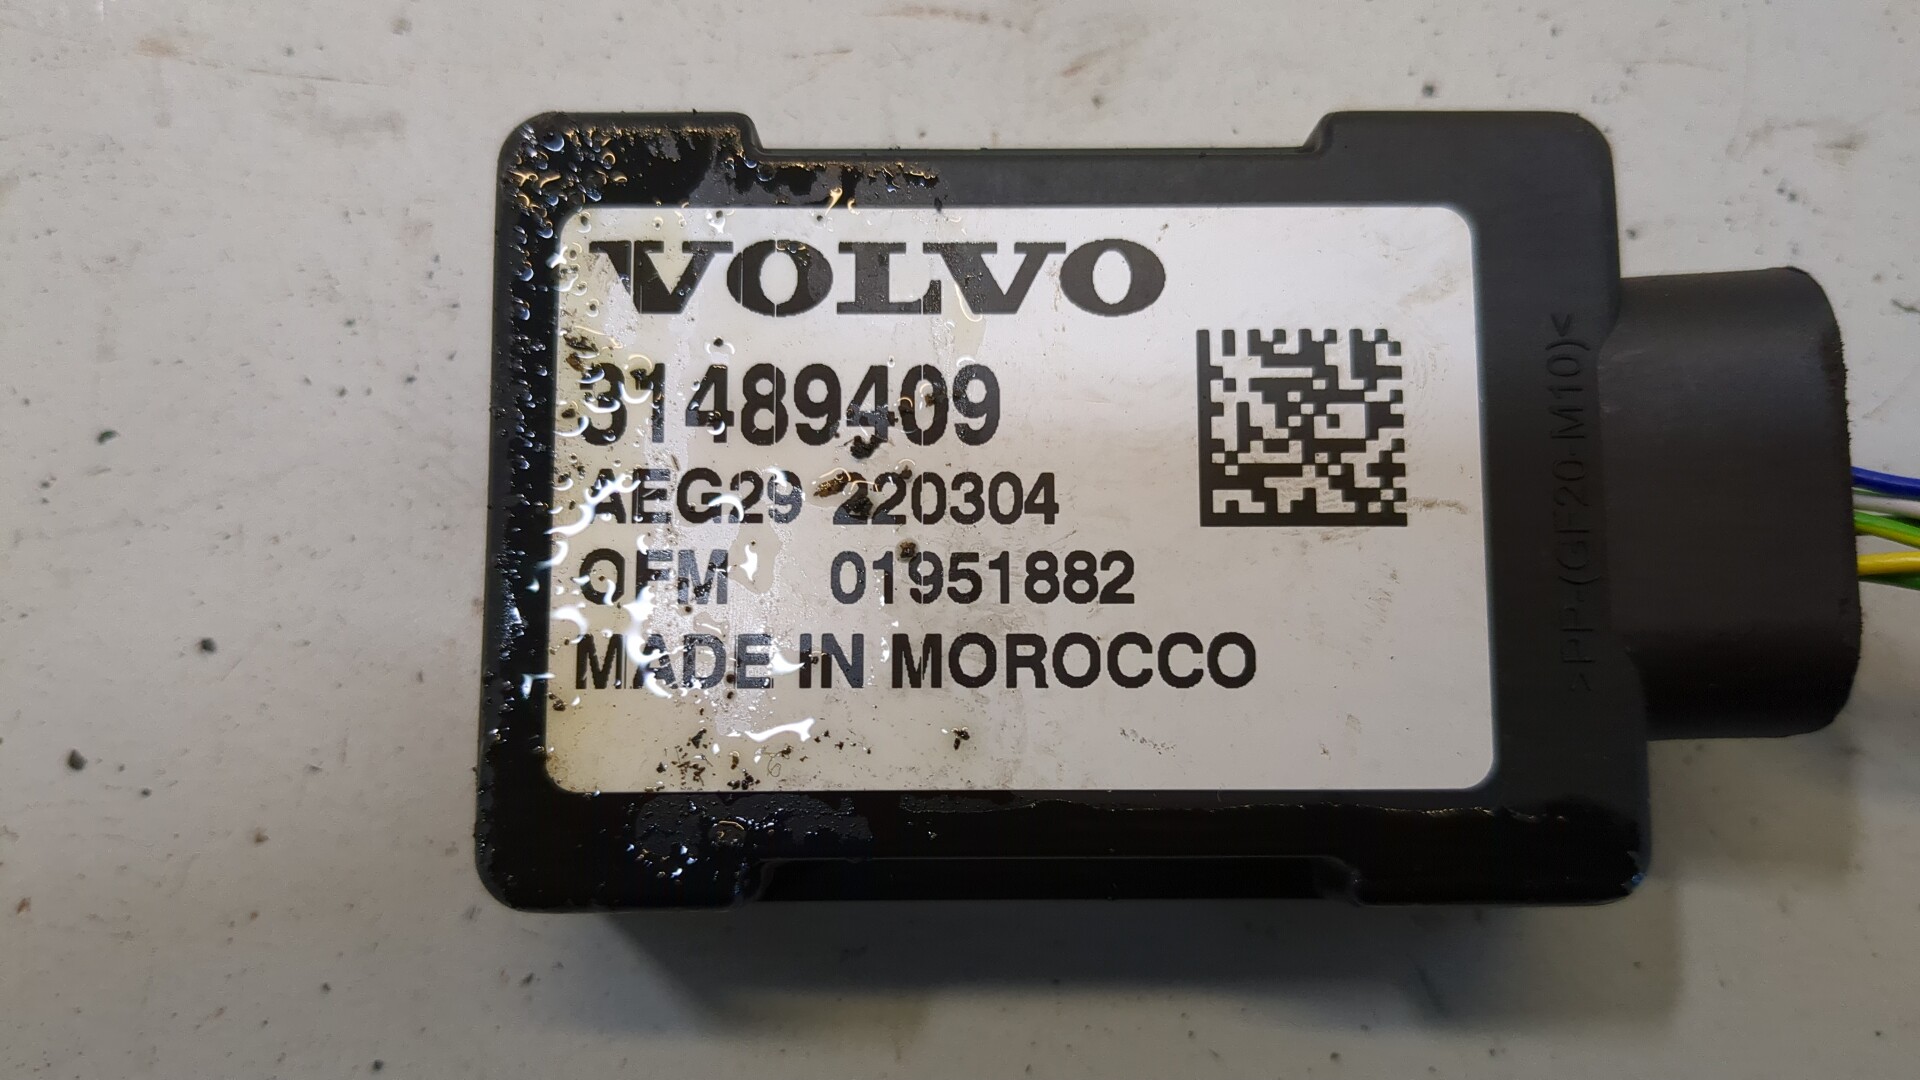 VOLVO
31489409
AEG29 220304
OEM 01951882
MADE IN MOROCCO
>PP-(GF20-M10)<